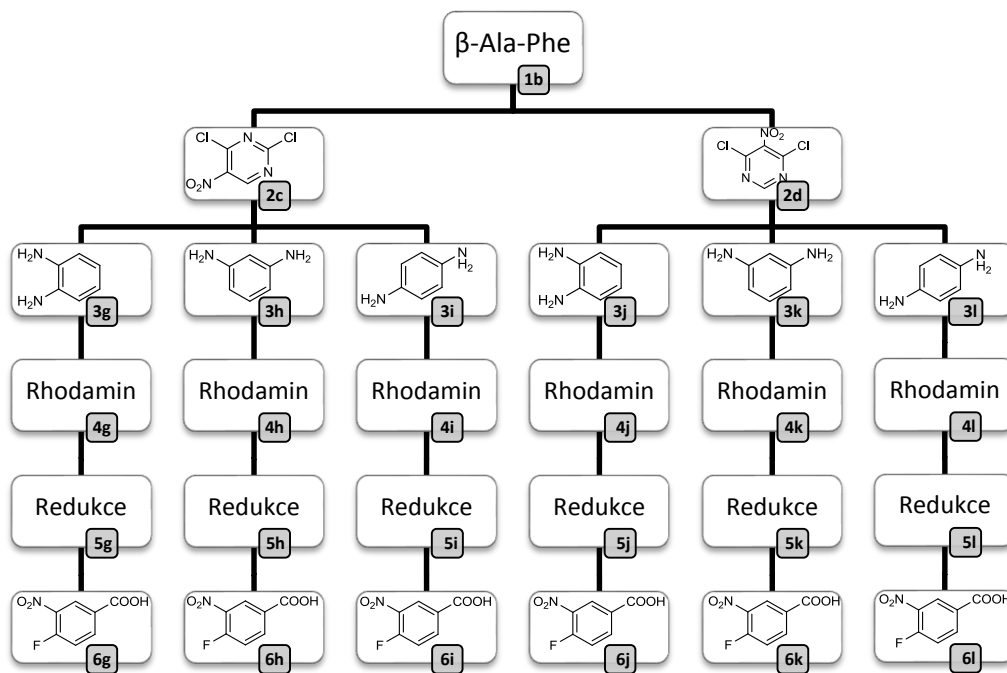 β-Ala-Phe
1b
Cl N Cl
O₂N N
2c
NO₂
Cl Cl
N N
2d
H₂N
H₂N
3g
H₂N NH₂
3h
N
H₂
H₂N
3i
H₂N
H₂N
3j
H₂N NH₂
3k
N
H₂
H₂N
3l
Rhodamin
4g
Rhodamin
4h
Rhodamin
4i
Rhodamin
4j
Rhodamin
4k
Rhodamin
4l
Redukce
5g
Redukce
5h
Redukce
5i
Redukce
5j
Redukce
5k
Redukce
5l
O₂N COOH
F
6g
O₂N COOH
F
6h
O₂N COOH
F
6i
O₂N COOH
F
6j
O₂N COOH
F
6k
O₂N COOH
F
6l